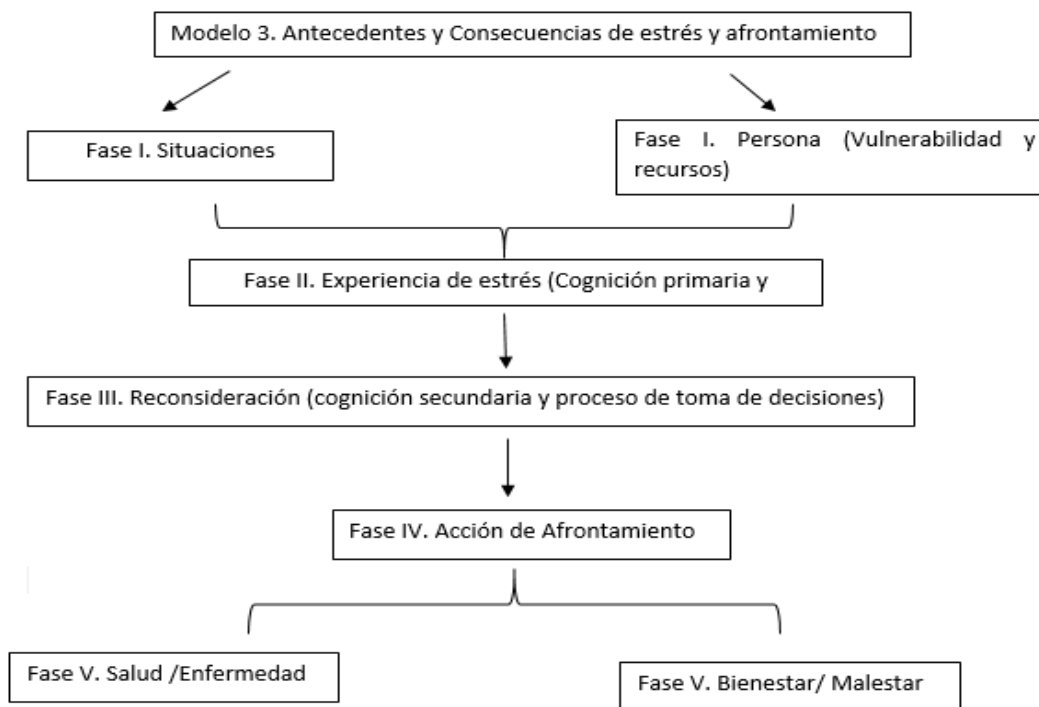 Modelo 3. Antecedentes y Consecuencias de estrés y afrontamiento
Fase I. Situaciones
Fase I. Persona (Vulnerabilidad y
recursos)
Fase II. Experiencia de estrés (Cognición primaria y
Fase III. Reconsideración (cognición secundaria y proceso de toma de decisiones)
Fase IV. Acción de Afrontamiento
Fase V. Salud /Enfermedad
Fase V. Bienestar/ Malestar